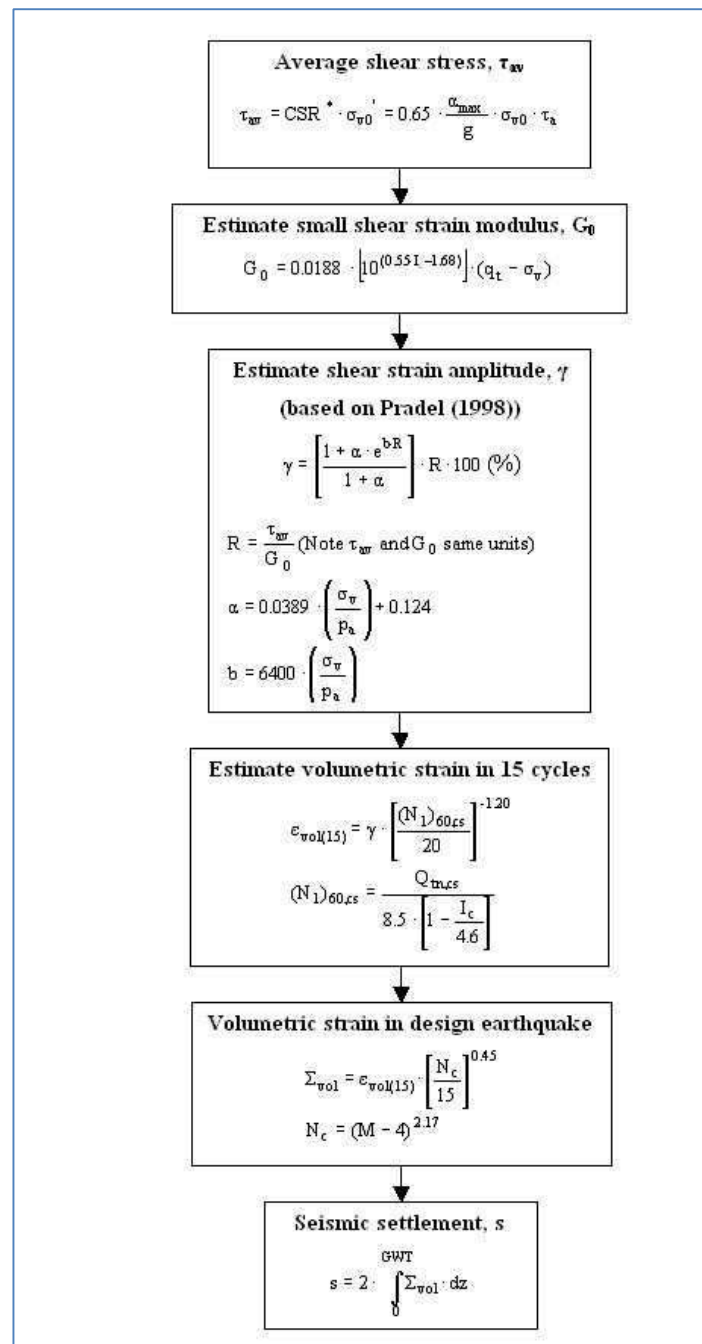 Average shear stress, τav
τav = CSR * · σv0' = 0.65 · αmax / g · σv0 · τa
Estimate small shear strain modulus, G0
G0 = 0.0188 · [10^(0.55 I − 1.68)] · (qt − σv)
Estimate shear strain amplitude, γ
(based on Pradel (1998))
γ = [(1 + α · e^(b·R)) / (1 + α)] · R · 100 (%)
R = τav / G0 (Note τav and G0 same units)
α = 0.0389 · (σv / pa) + 0.124
b = 6400 · (σv / pa)
Estimate volumetric strain in 15 cycles
εvol(15) = γ · [(N1)60,cs / 20]^-1.20
(N1)60,cs = Qtn,cs / (8.5 · [1 − Ic / 4.6])
Volumetric strain in design earthquake
Σvol = εvol(15) · [Nc / 15]^0.45
Nc = (M − 4)^2.17
Seismic settlement, s
s = 2 · ∫0^GWT Σvol · dz